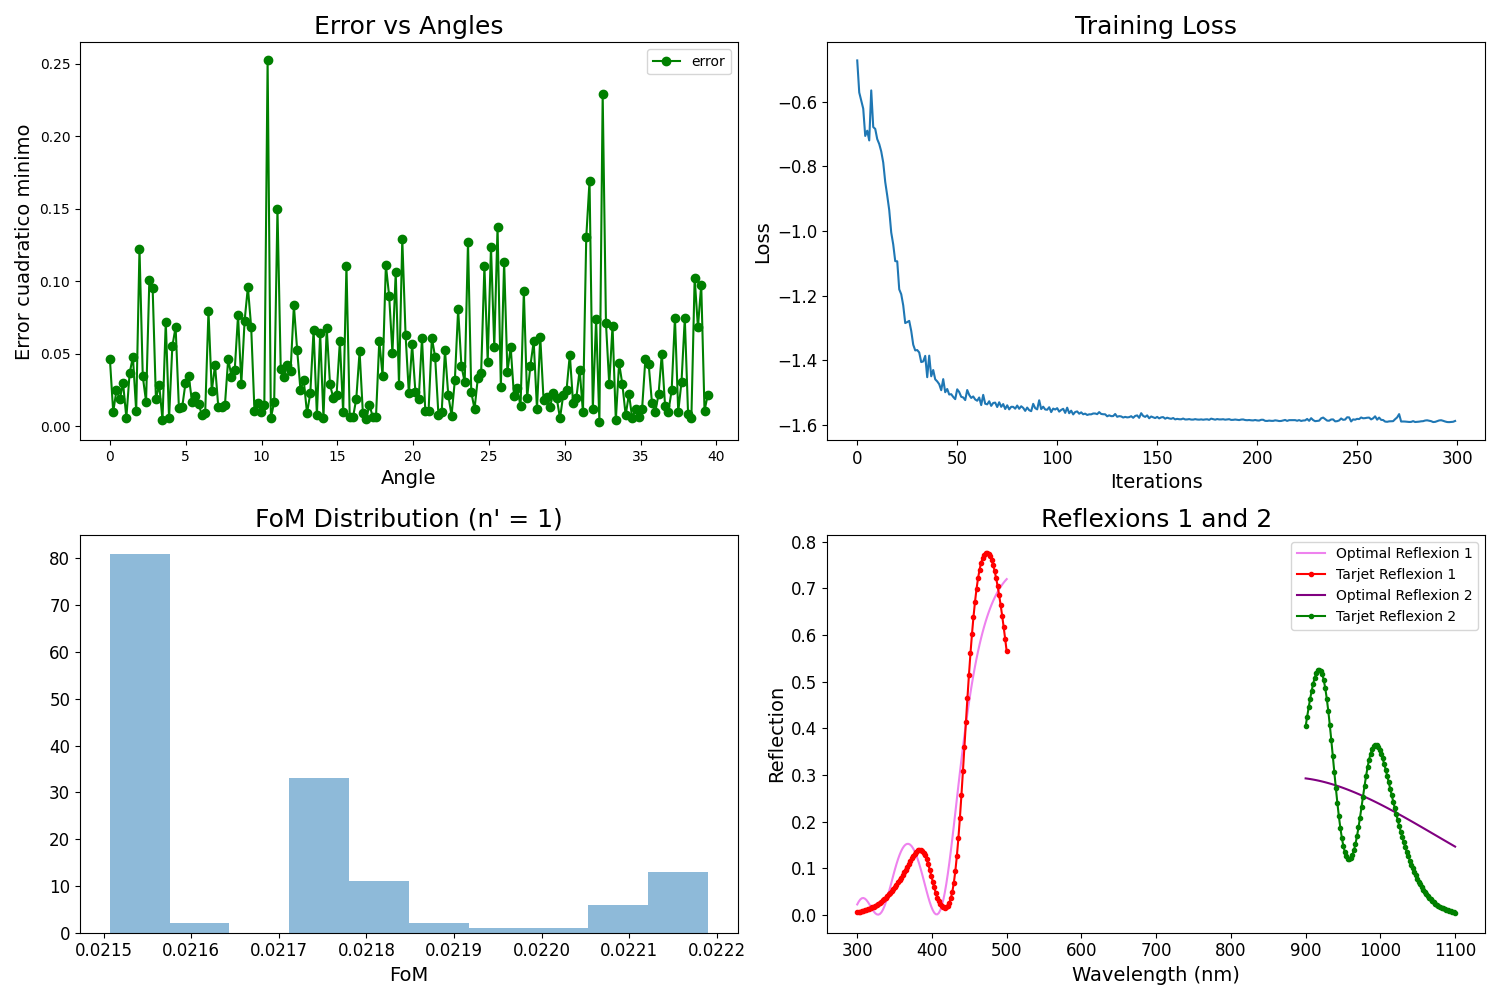 Error vs Angles
Error cuadratico minimo
0.25
0.20
0.15
0.10
0.05
0.00
error
0 5 10 15 20 25 30 35 40
Angle
Training Loss
Loss
−0.6
−0.8
−1.0
−1.2
−1.4
−1.6
0 50 100 150 200 250 300
Iterations
FoM Distribution (n' = 1)
80
70
60
50
40
30
20
10
0
0.0215 0.0216 0.0217 0.0218 0.0219 0.0220 0.0221 0.0222
FoM
Reflexions 1 and 2
Reflection
0.8
0.7
0.6
0.5
0.4
0.3
0.2
0.1
0.0
Optimal Reflexion 1
Tarjet Reflexion 1
Optimal Reflexion 2
Tarjet Reflexion 2
300 400 500 600 700 800 900 1000 1100
Wavelength (nm)